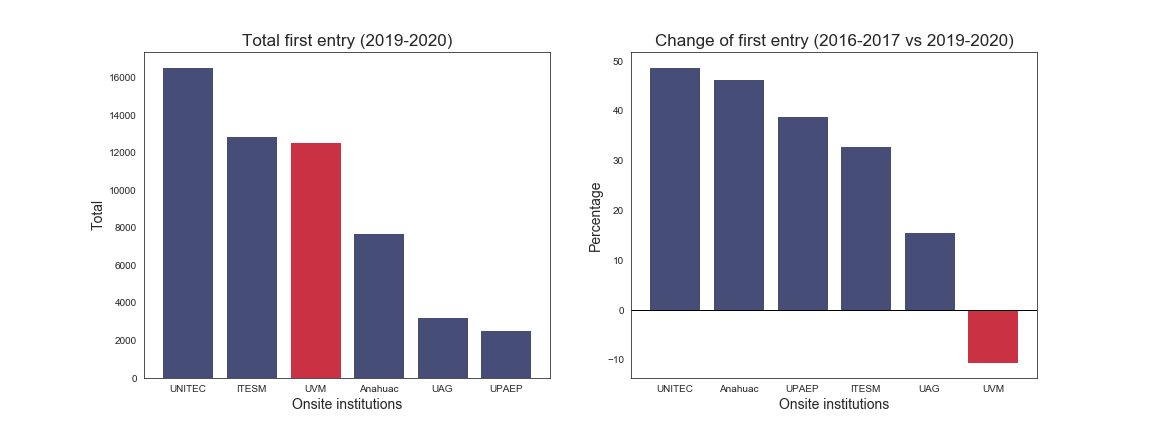 Total first entry (2019-2020)
16000
14000
12000
10000
8000
6000
4000
2000
0
Total
UNITEC ITESM UVM Anahuac UAG UPAEP
Onsite institutions
Change of first entry (2016-2017 vs 2019-2020)
50
40
30
20
10
0
−10
Percentage
UNITEC Anahuac UPAEP ITESM UAG UVM
Onsite institutions